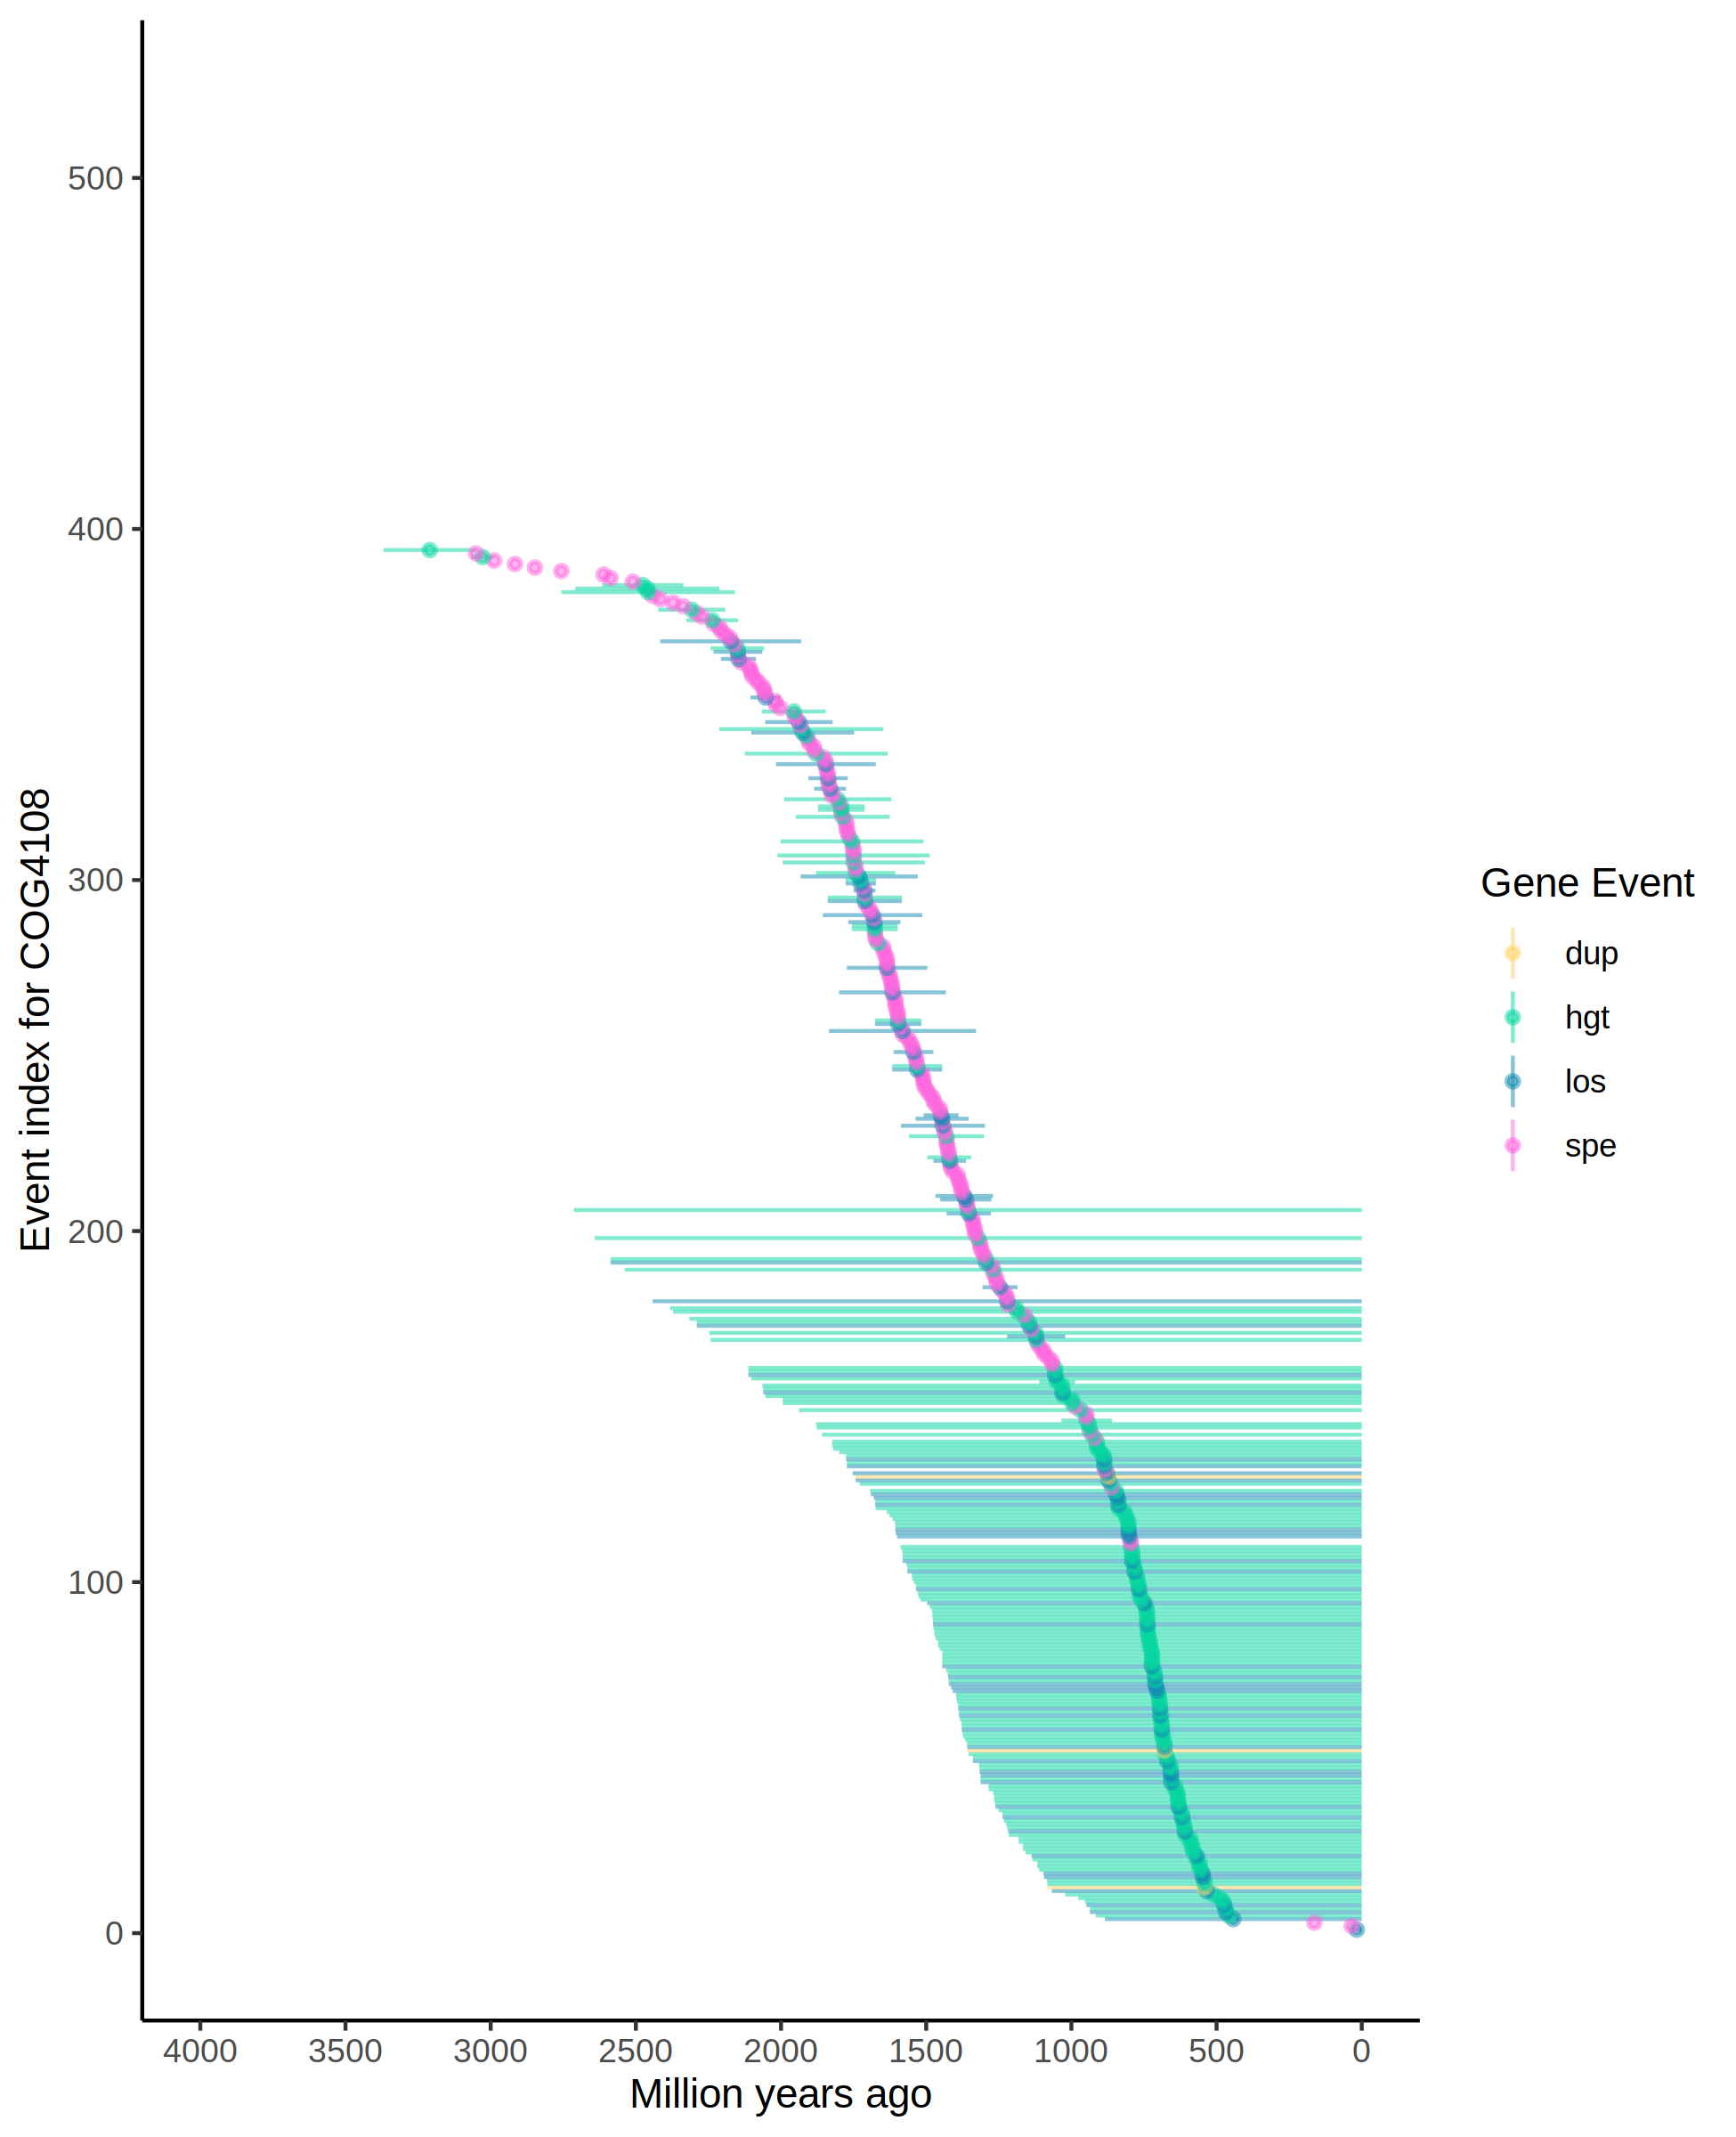 500
400
300
200
100
0
Event index for COG4108
4000 3500 3000 2500 2000 1500 1000 500 0
Million years ago
Gene Event
dup
hgt
los
spe